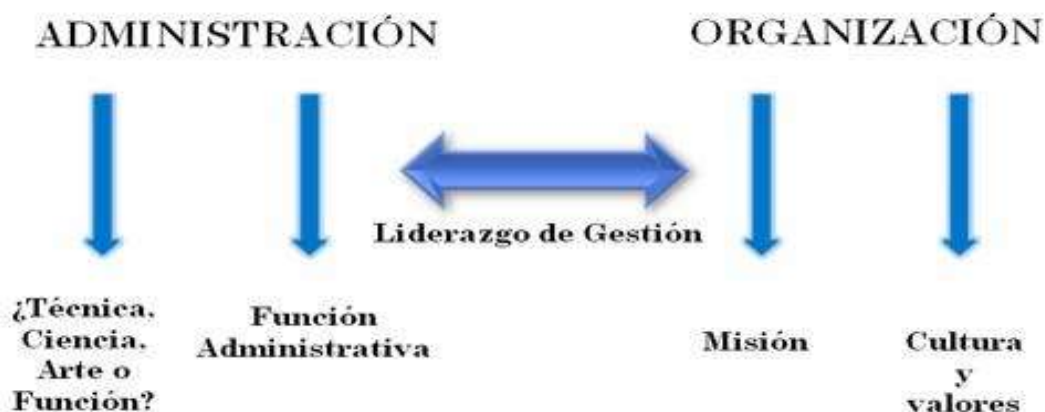 ADMINISTRACIÓN
ORGANIZACIÓN
Liderazgo de Gestión
¿Técnica.
Ciencia.
Arte o
Función?
Función
Administrativa
Misión
Cultura
y
valores